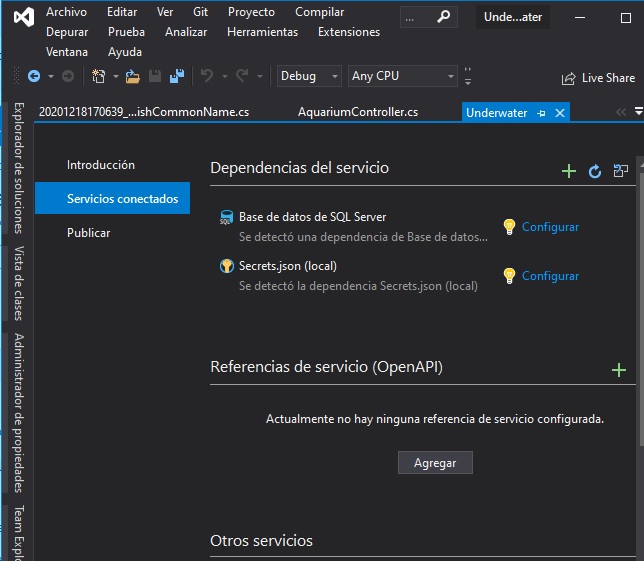 Archivo Editar Ver Git Proyecto Compilar
Depurar Prueba Analizar Herramientas Extensiones
Ventana Ayuda
...
Unde...ater
Debug Any CPU
Live Share
20201218170639_...ishCommonName.cs AquariumController.cs Underwater
Explorador de soluciones
Vista de clases
Administrador de propiedades
Team Explo
Introducción
Servicios conectados
Publicar
Dependencias del servicio
SQL
Base de datos de SQL Server
Se detectó una dependencia de Base de datos...
Configurar
Secrets.json (local)
Se detectó la dependencia Secrets.json (local)
Configurar
Referencias de servicio (OpenAPI)
Actualmente no hay ninguna referencia de servicio configurada.
Agregar
Otros servicios